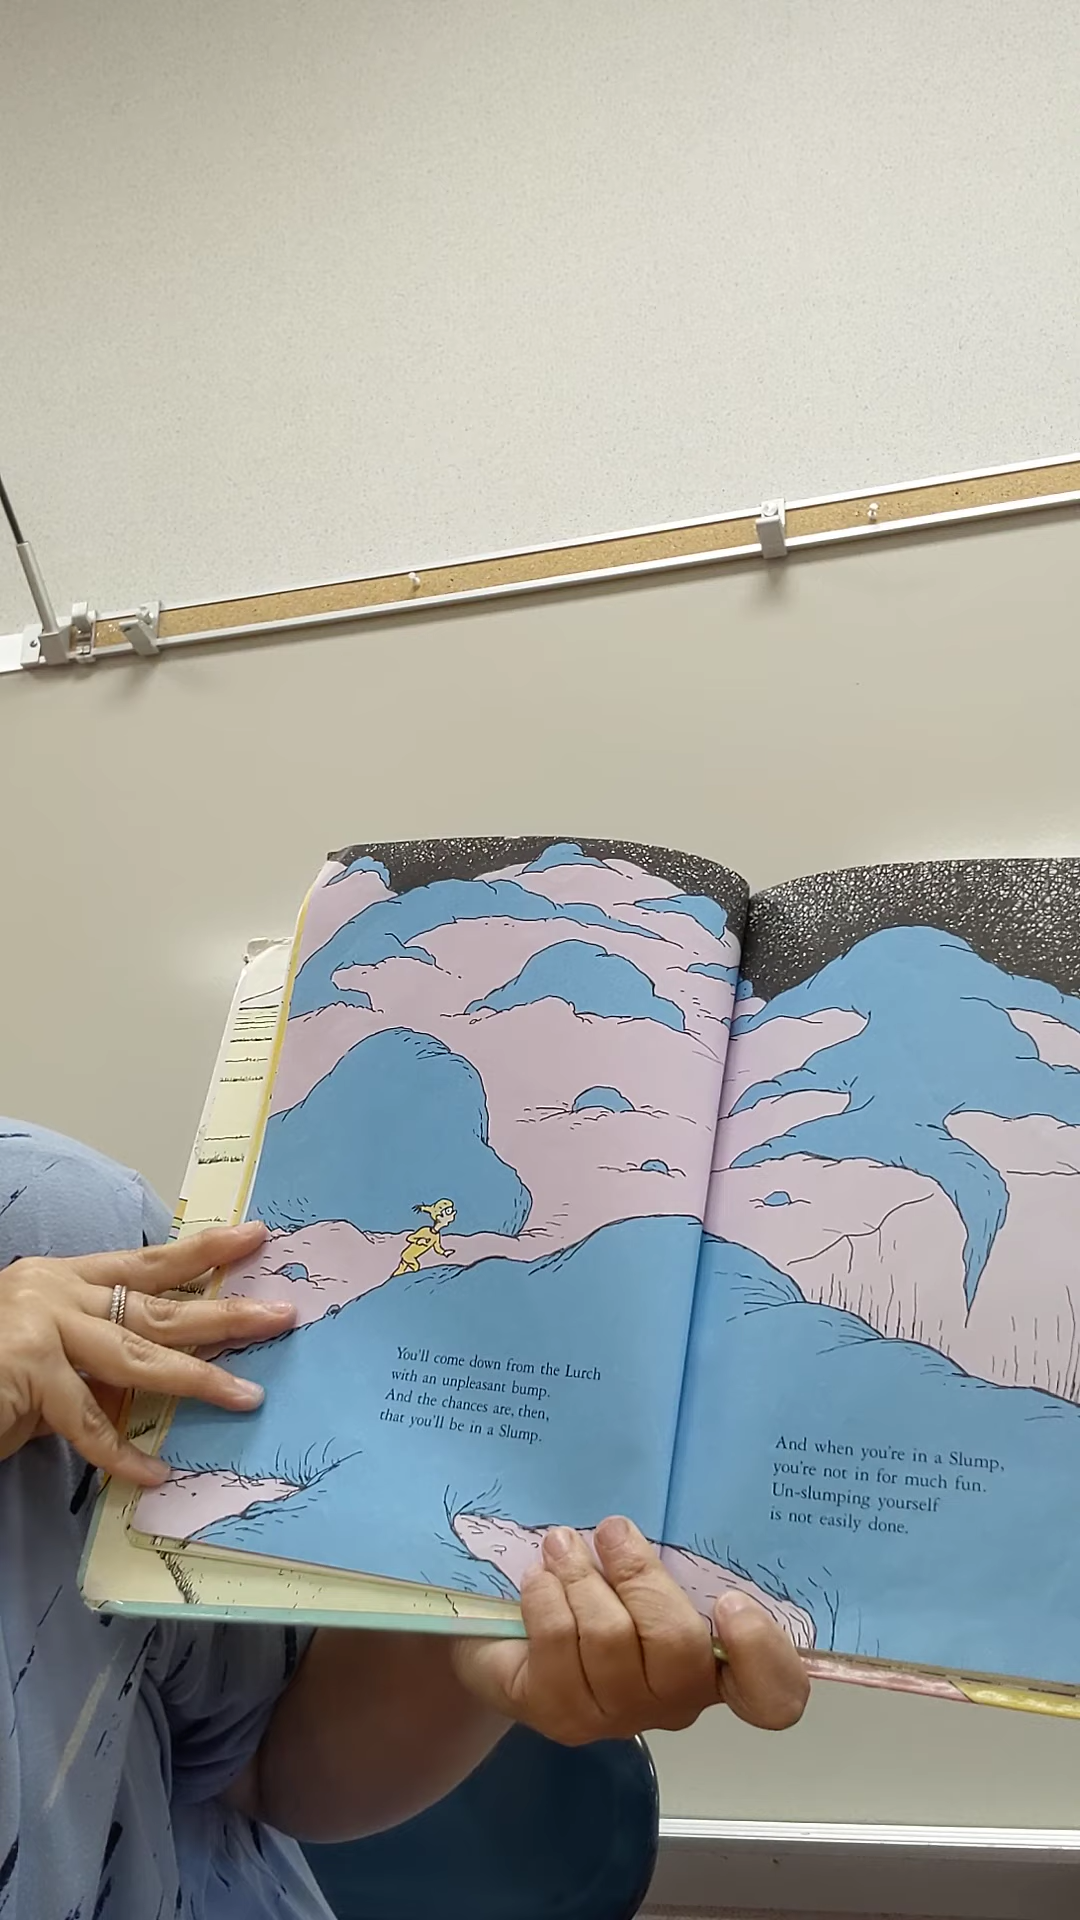 You'll come down from the Lurch
with an unpleasant bump.
And the chances are, then,
that you'll be in a Slump.
And when you're in a Slump,
you're not in for much fun.
Un-slumping yourself
is not easily done.